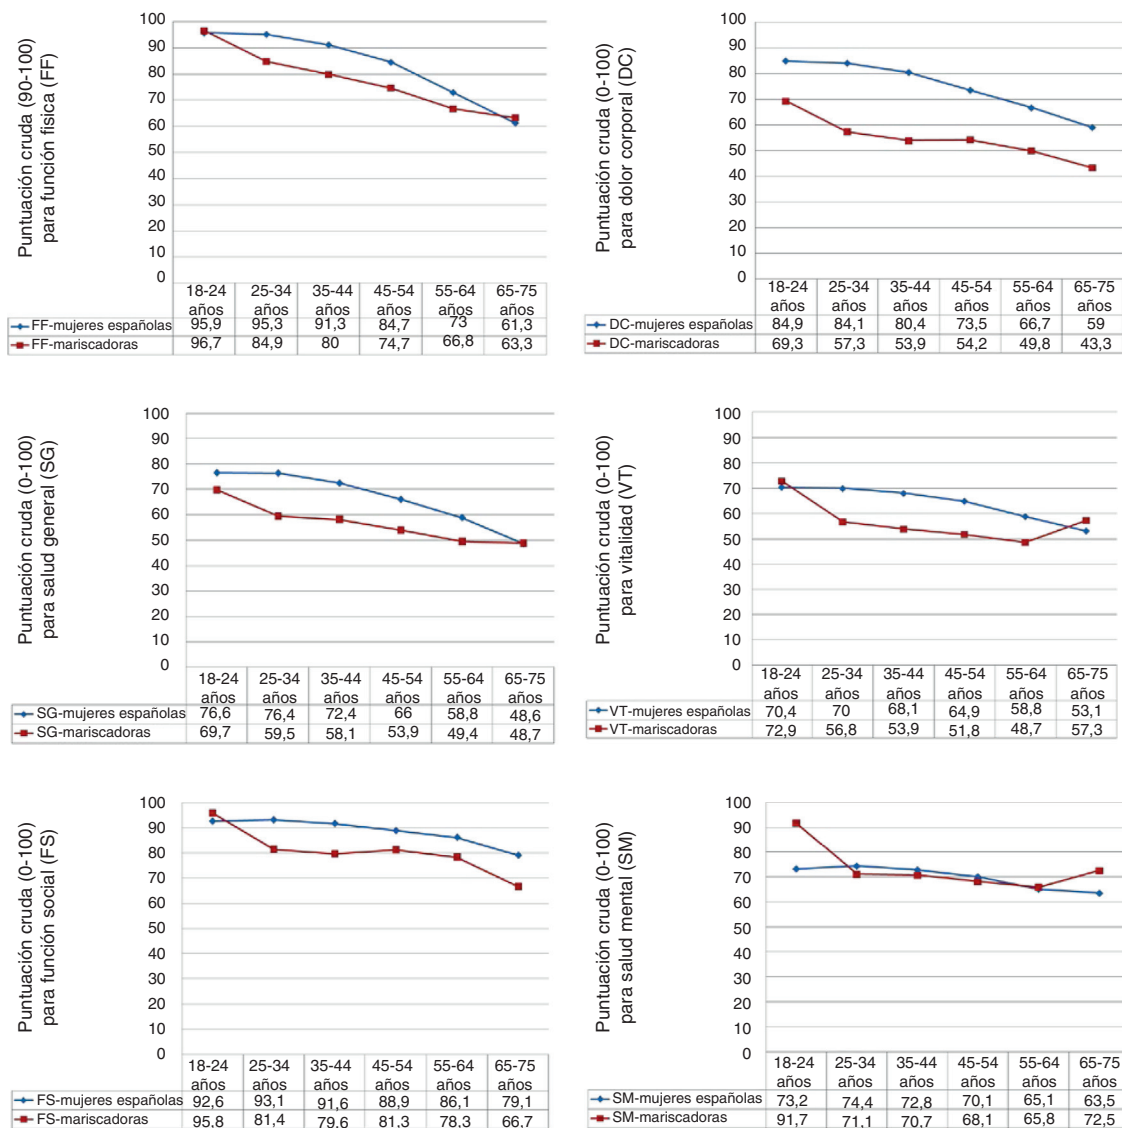 Puntuación cruda (90-100)
para función física (FF)
100
90
80
70
60
50
40
30
20
10
0
18-24 25-34 35-44 45-54 55-64 65-75
años años años años años años
FF-mujeres españolas 95,9 95,3 91,3 84,7 73 61,3
FF-mariscadoras 96,7 84,9 80 74,7 66,8 63,3
Puntuación cruda (0-100)
para dolor corporal (DC)
100
90
80
70
60
50
40
30
20
10
0
18-24 25-34 35-44 45-54 55-64 65-75
años años años años años años
DC-mujeres españolas 84,9 84,1 80,4 73,5 66,7 59
DC-mariscadoras 69,3 57,3 53,9 54,2 49,8 43,3
Puntuación cruda (0-100)
para salud general (SG)
100
90
80
70
60
50
40
30
20
10
0
18-24 25-34 35-44 45-54 55-64 65-75
años años años años años años
SG-mujeres españolas 76,6 76,4 72,4 66 58,8 48,6
SG-mariscadoras 69,7 59,5 58,1 53,9 49,4 48,7
Puntuación cruda (0-100)
para vitalidad (VT)
100
90
80
70
60
50
40
30
20
10
0
18-24 25-34 35-44 45-54 55-64 65-75
años años años años años años
VT-mujeres españolas 70,4 70 68,1 64,9 58,8 53,1
VT-mariscadoras 72,9 56,8 53,9 51,8 48,7 57,3
Puntuación cruda (0-100)
para función social (FS)
100
90
80
70
60
50
40
30
20
10
0
18-24 25-34 35-44 45-54 55-64 65-75
años años años años años años
FS-mujeres españolas 92,6 93,1 91,6 88,9 86,1 79,1
FS-mariscadoras 95,8 81,4 79,6 81,3 78,3 66,7
Puntuación cruda (0-100)
para salud mental (SM)
100
90
80
70
60
50
40
30
20
10
0
18-24 25-34 35-44 45-54 55-64 65-75
años años años años años años
SM-mujeres españolas 73,2 74,4 72,8 70,1 65,1 63,5
SM-mariscadoras 91,7 71,1 70,7 68,1 65,8 72,5